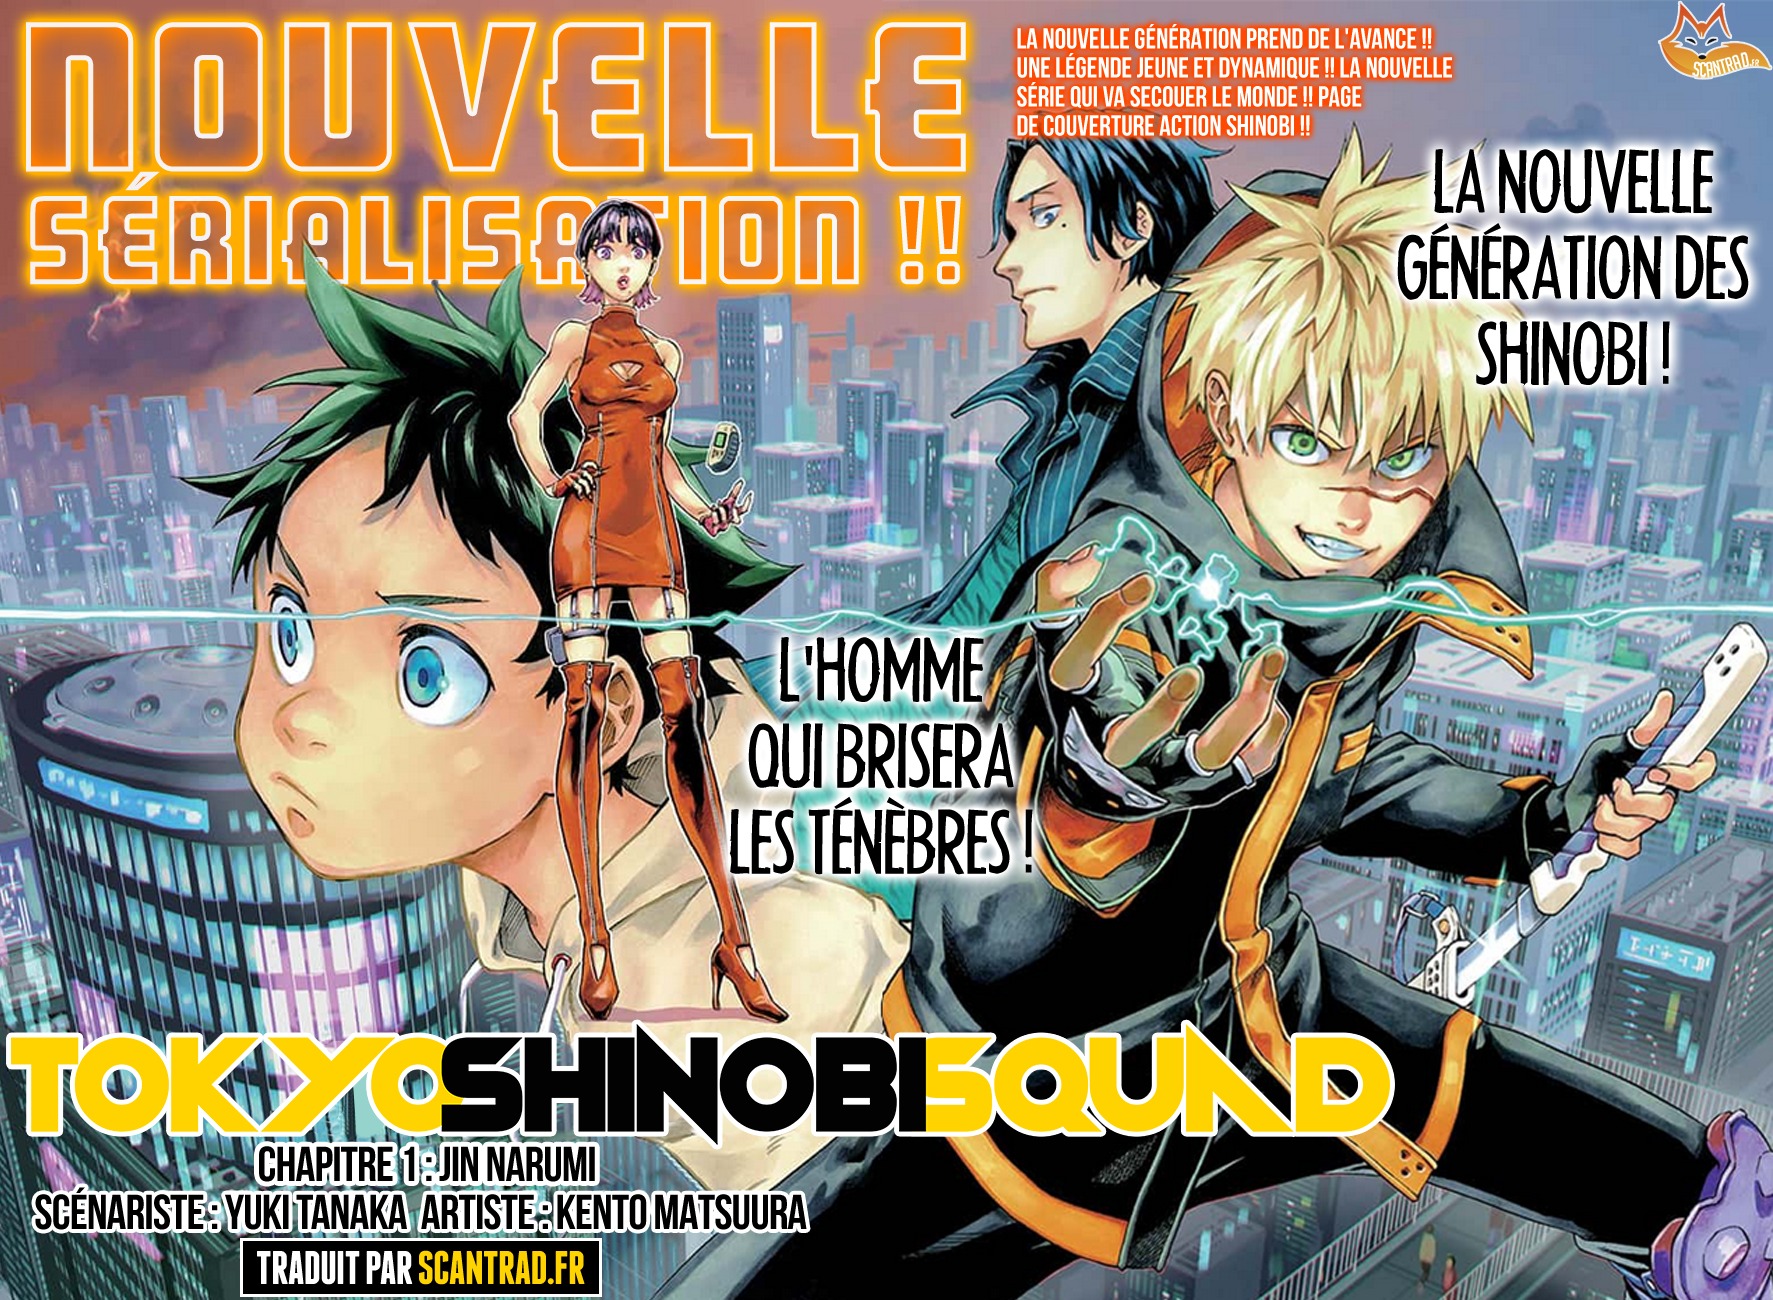 NOUVELLE
SÉRIALISATION !!
LA NOUVELLE GÉNÉRATION PREND DE L'AVANCE !!
UNE LÉGENDE JEUNE ET DYNAMIQUE !! LA NOUVELLE
SÉRIE QUI VA SECOUER LE MONDE !! PAGE
DE COUVERTURE ACTION SHINOBI !!
SCANTRAD.FR
LA NOUVELLE
GÉNÉRATION DES
SHINOBI !
L'HOMME
QUI BRISERA
LES TÉNÈBRES !
TOKYO SHINOBI SQUAD
CHAPITRE 1 : JIN NARUMI
SCÉNARISTE : YUKI TANAKA ARTISTE : KENTO MATSUURA
TRADUIT PAR SCANTRAD.FR